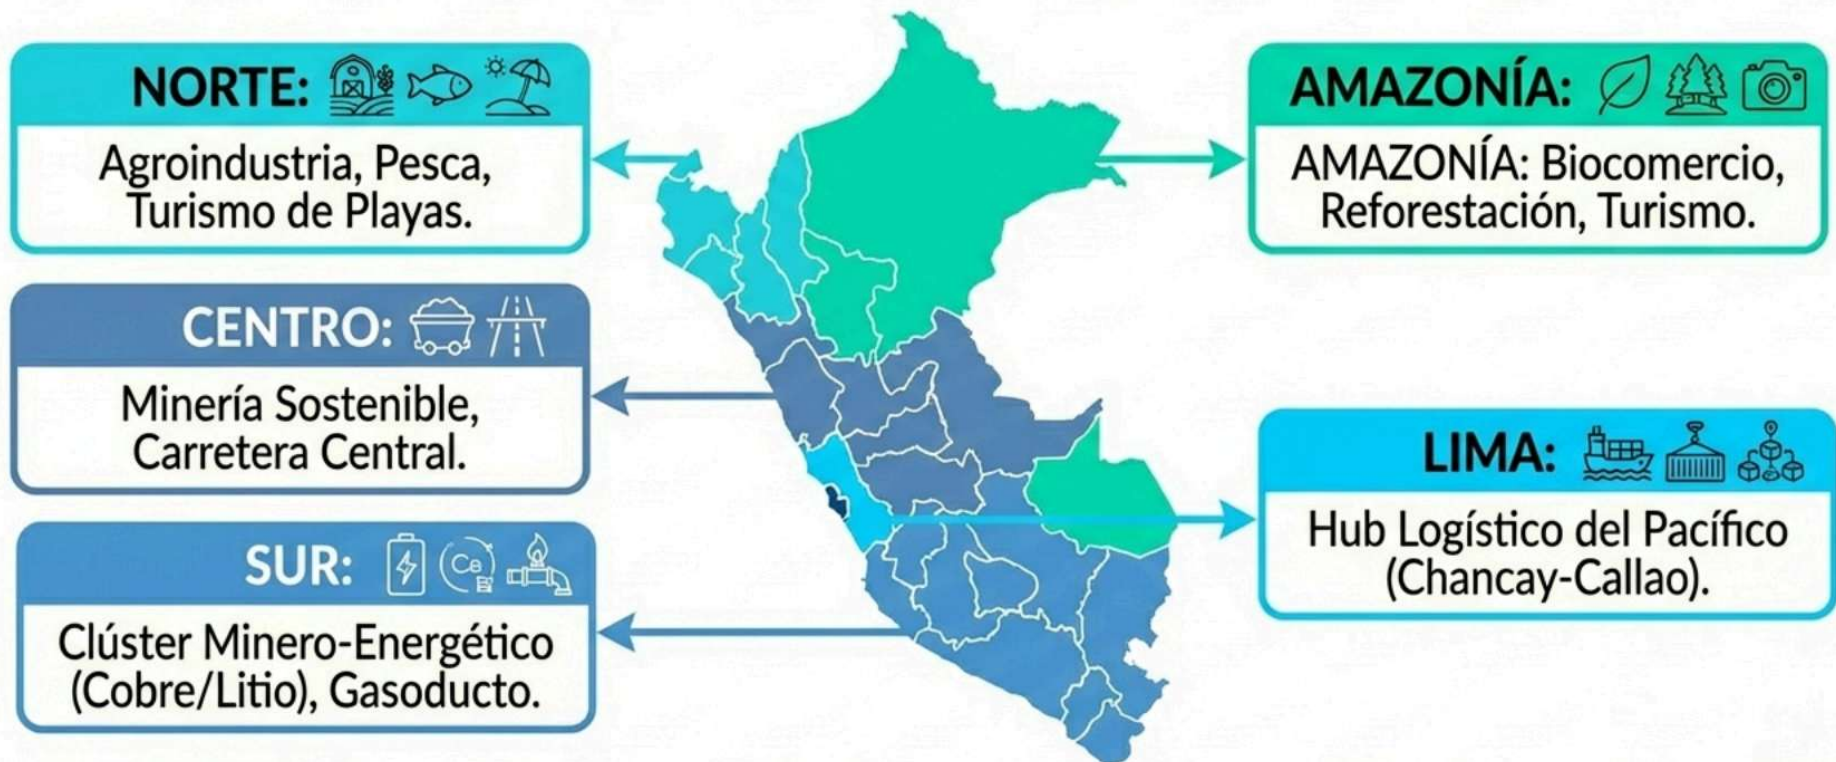 NORTE:
Agroindustria, Pesca,
Turismo de Playas.
CENTRO:
Minería Sostenible,
Carretera Central.
SUR:
Ce
Clúster Minero-Energético
(Cobre/Litio), Gasoducto.
AMAZONÍA:
AMAZONÍA: Biocomercio,
Reforestación, Turismo.
LIMA:
Hub Logístico del Pacífico
(Chancay-Callao).